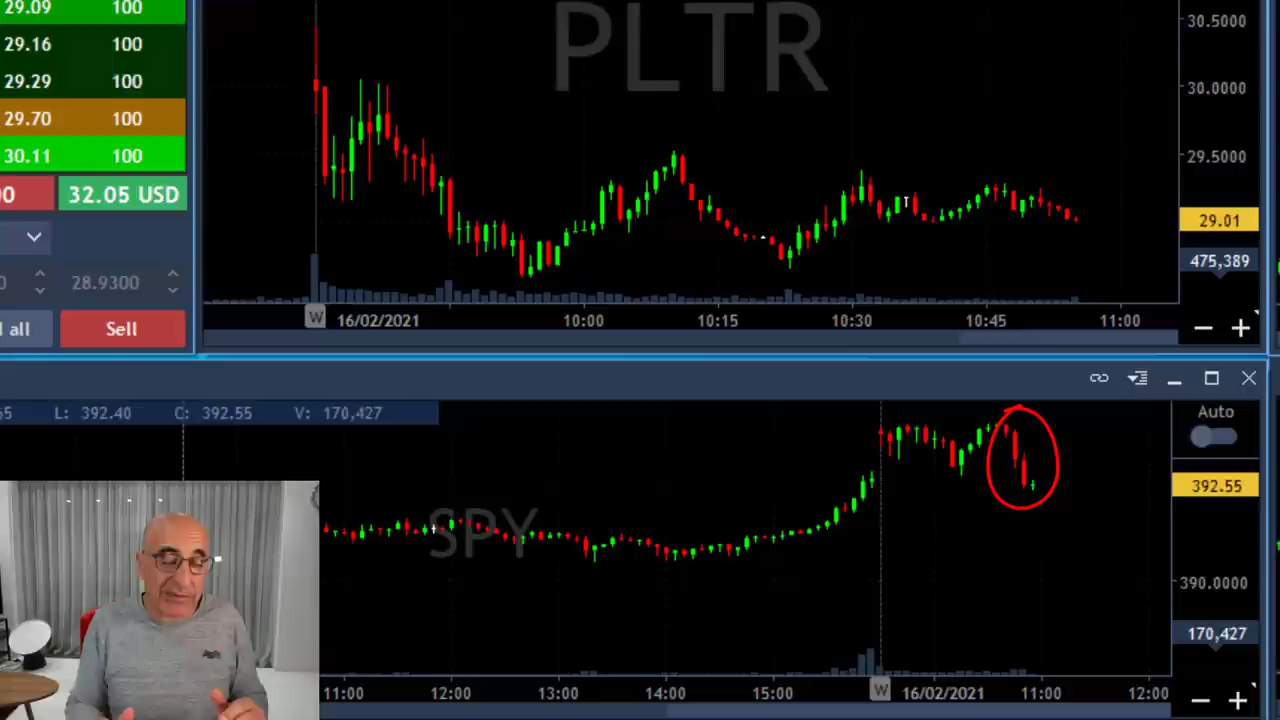 29.09 100
29.16 100
29.29 100
29.70 100
30.11 100
32.05 USD
28.9300
all
Sell
PLTR
30.5000
30.0000
29.5000
29.01
475,389
W 16/02/2021 10:00 10:15 10:30 10:45 11:00
L: 392.40 C: 392.55 V: 170,427
Auto
392.55
SPY
390.0000
170,427
11:00 12:00 13:00 14:00 15:00 W 16/02/2021 11:00 12:00